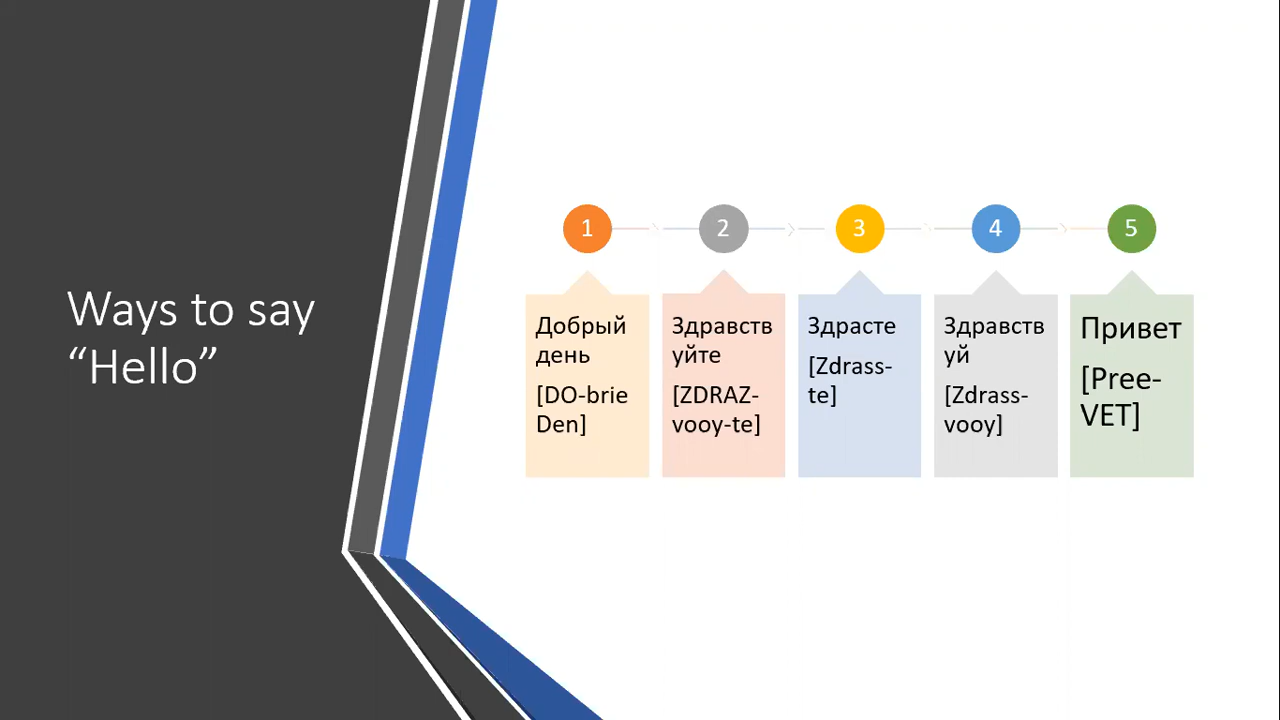 Ways to say
“Hello”
1
2
3
4
5
Добрый
день
[DO-brie
Den]
Здравств
уйте
[ZDRAZ-
vooy-te]
Здрасте
[Zdrass-
te]
Здравств
уй
[Zdrass-
vooy]
Привет
[Pree-
VET]